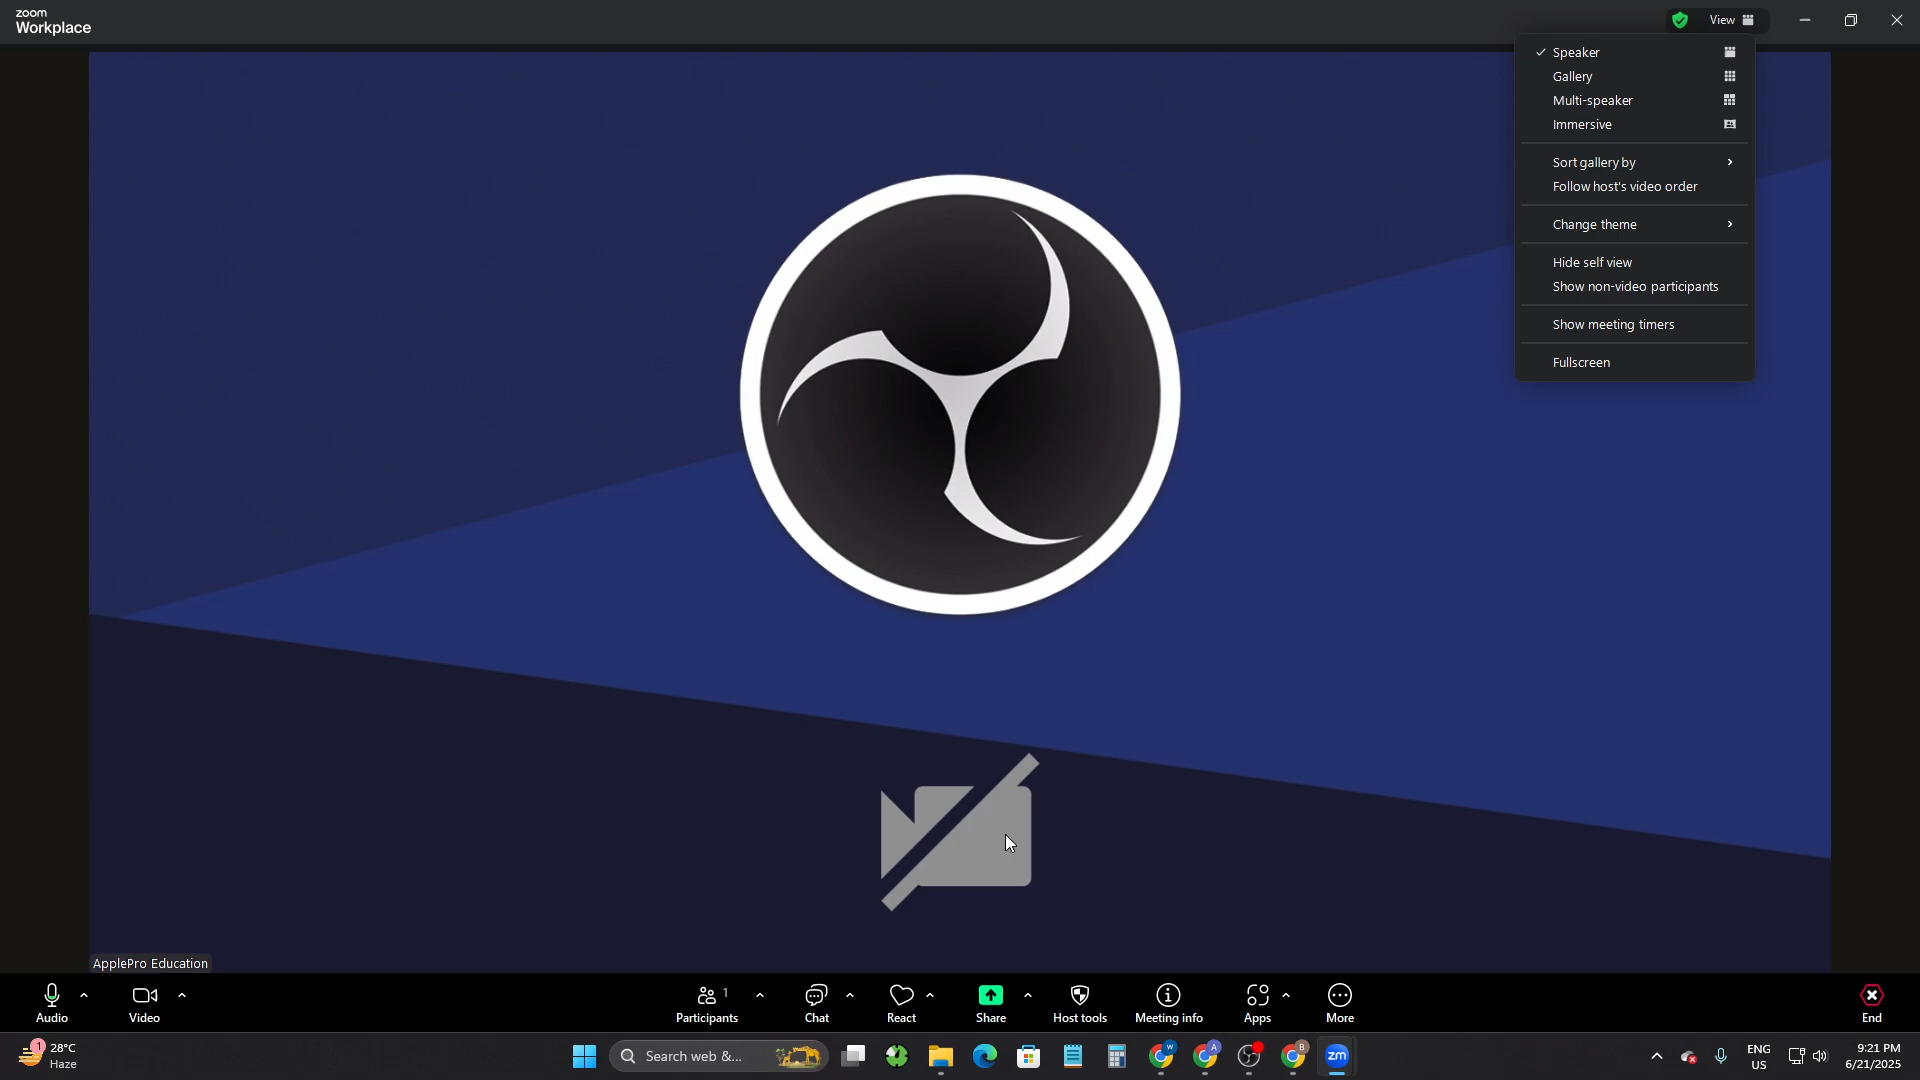 zoom
Workplace
View
Speaker
Gallery
Multi-speaker
Immersive
Sort gallery by
Follow host's video order
Change theme
Hide self view
Show non-video participants
Show meeting timers
Fullscreen
ApplePro Education
Audio
Video
1
Participants
Chat
React
Share
Host tools
Meeting info
Apps
More
End
1
28°C
Haze
Search web &...
W
A
B
zm
ENG
US
9:21 PM
6/21/2025